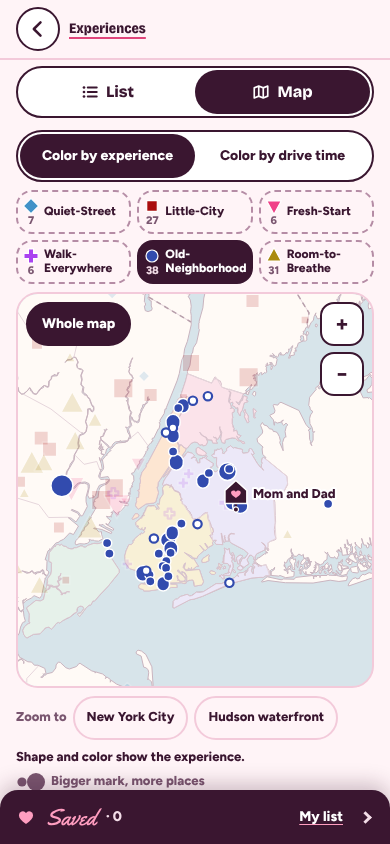 Experiences
List
Map
Color by experience
Color by drive time
7
Quiet-Street
27
Little-City
6
Fresh-Start
6
Walk-
Everywhere
38
Old-
Neighborhood
31
Room-to-
Breathe
Whole map
+
−
Mom and Dad
Zoom to
New York City
Hudson waterfront
Shape and color show the experience.
Bigger mark, more places
Saved · 0
My list